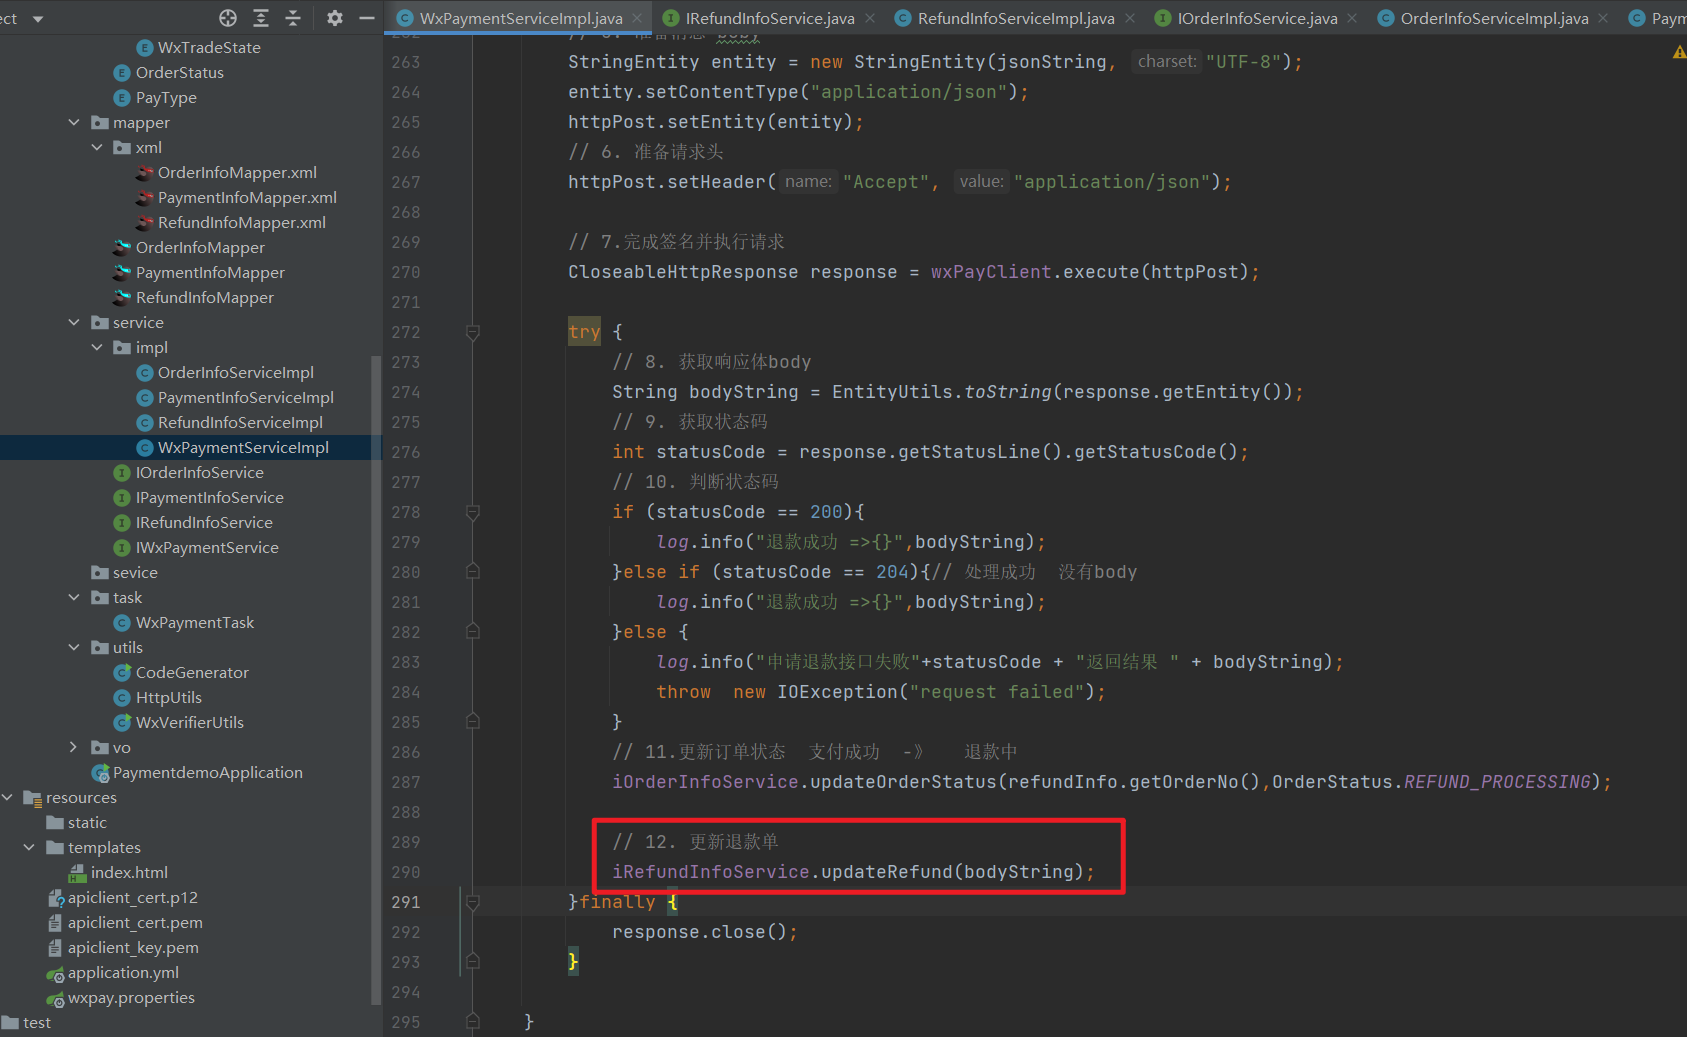 ect
WxPaymentServiceImpl.java
IRefundInfoService.java
RefundInfoServiceImpl.java
IOrderInfoService.java
OrderInfoServiceImpl.java
Paym
WxTradeState
OrderStatus
PayType
mapper
xml
OrderInfoMapper.xml
PaymentInfoMapper.xml
RefundInfoMapper.xml
OrderInfoMapper
PaymentInfoMapper
RefundInfoMapper
service
impl
OrderInfoServiceImpl
PaymentInfoServiceImpl
RefundInfoServiceImpl
WxPaymentServiceImpl
IOrderInfoService
IPaymentInfoService
IRefundInfoService
IWxPaymentService
sevice
task
WxPaymentTask
utils
CodeGenerator
HttpUtils
WxVerifierUtils
vo
PaymentdemoApplication
resources
static
templates
index.html
apiclient_cert.p12
apiclient_cert.pem
apiclient_key.pem
application.yml
wxpay.properties
test
263 StringEntity entity = new StringEntity(jsonString, charset: "UTF-8");
264 entity.setContentType("application/json");
265 httpPost.setEntity(entity);
266 // 6. 准备请求头
267 httpPost.setHeader( name: "Accept", value: "application/json");
268
269 // 7.完成签名并执行请求
270 CloseableHttpResponse response = wxPayClient.execute(httpPost);
271
272 try {
273 // 8. 获取响应体body
274 String bodyString = EntityUtils.toString(response.getEntity());
275 // 9. 获取状态码
276 int statusCode = response.getStatusLine().getStatusCode();
277 // 10. 判断状态码
278 if (statusCode == 200){
279 log.info("退款成功 =>{}",bodyString);
280 }else if (statusCode == 204){// 处理成功 没有body
281 log.info("退款成功 =>{}",bodyString);
282 }else {
283 log.info("申请退款接口失败"+statusCode + "返回结果 " + bodyString);
284 throw new IOException("request failed");
285 }
286 // 11.更新订单状态 支付成功 -》 退款中
287 iOrderInfoService.updateOrderStatus(refundInfo.getOrderNo(),OrderStatus.REFUND_PROCESSING);
288
289 // 12. 更新退款单
290 iRefundInfoService.updateRefund(bodyString);
291 }finally {
292 response.close();
293 }
294
295 }